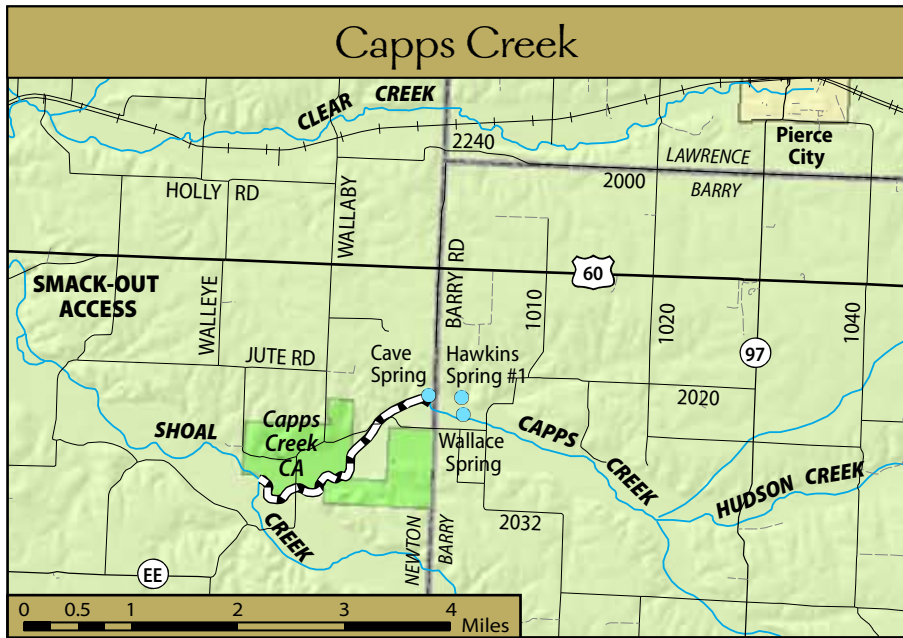 Capps Creek
CLEAR CREEK
2240
LAWRENCE
Pierce
City
2000
BARRY
HOLLY RD
WALLABY
BARRY RD
60
SMACK-OUT
ACCESS
WALLEYE
1010
1020
1040
97
JUTE RD
Cave
Spring
Hawkins
Spring #1
2020
Capps
Creek
CA
SHOAL
CREEK
Wallace
Spring
CAPPS
CREEK
HUDSON CREEK
2032
NEWTON
BARRY
EE
0 0.5 1 2 3 4
Miles